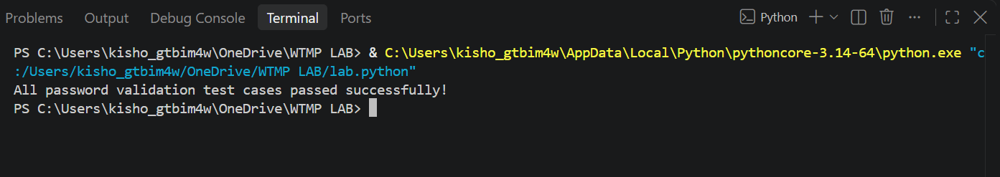 Problems Output Debug Console Terminal Ports Python
PS C:\Users\kisho_gtbim4w\OneDrive\WTMP LAB> & C:\Users\kisho_gtbim4w\AppData\Local\Python\pythoncore-3.14-64\python.exe "c
:/Users/kisho_gtbim4w/OneDrive/WTMP LAB/lab.python"
All password validation test cases passed successfully!
PS C:\Users\kisho_gtbim4w\OneDrive\WTMP LAB>